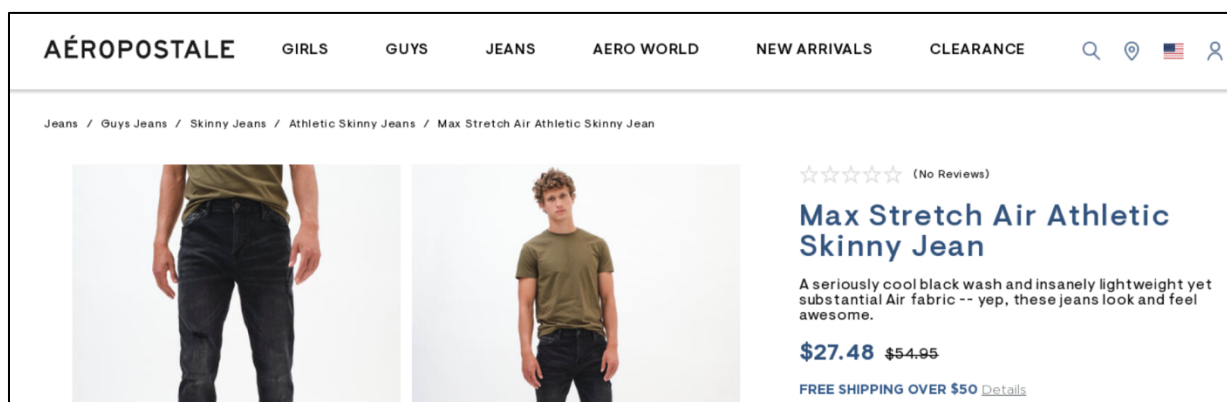 AÉROPOSTALE GIRLS GUYS JEANS AERO WORLD NEW ARRIVALS CLEARANCE
Jeans / Guys Jeans / Skinny Jeans / Athletic Skinny Jeans / Max Stretch Air Athletic Skinny Jean
(No Reviews)
Max Stretch Air Athletic
Skinny Jean
A seriously cool black wash and insanely lightweight yet
substantial Air fabric -- yep, these jeans look and feel
awesome.
$27.48 $54.95
FREE SHIPPING OVER $50 Details